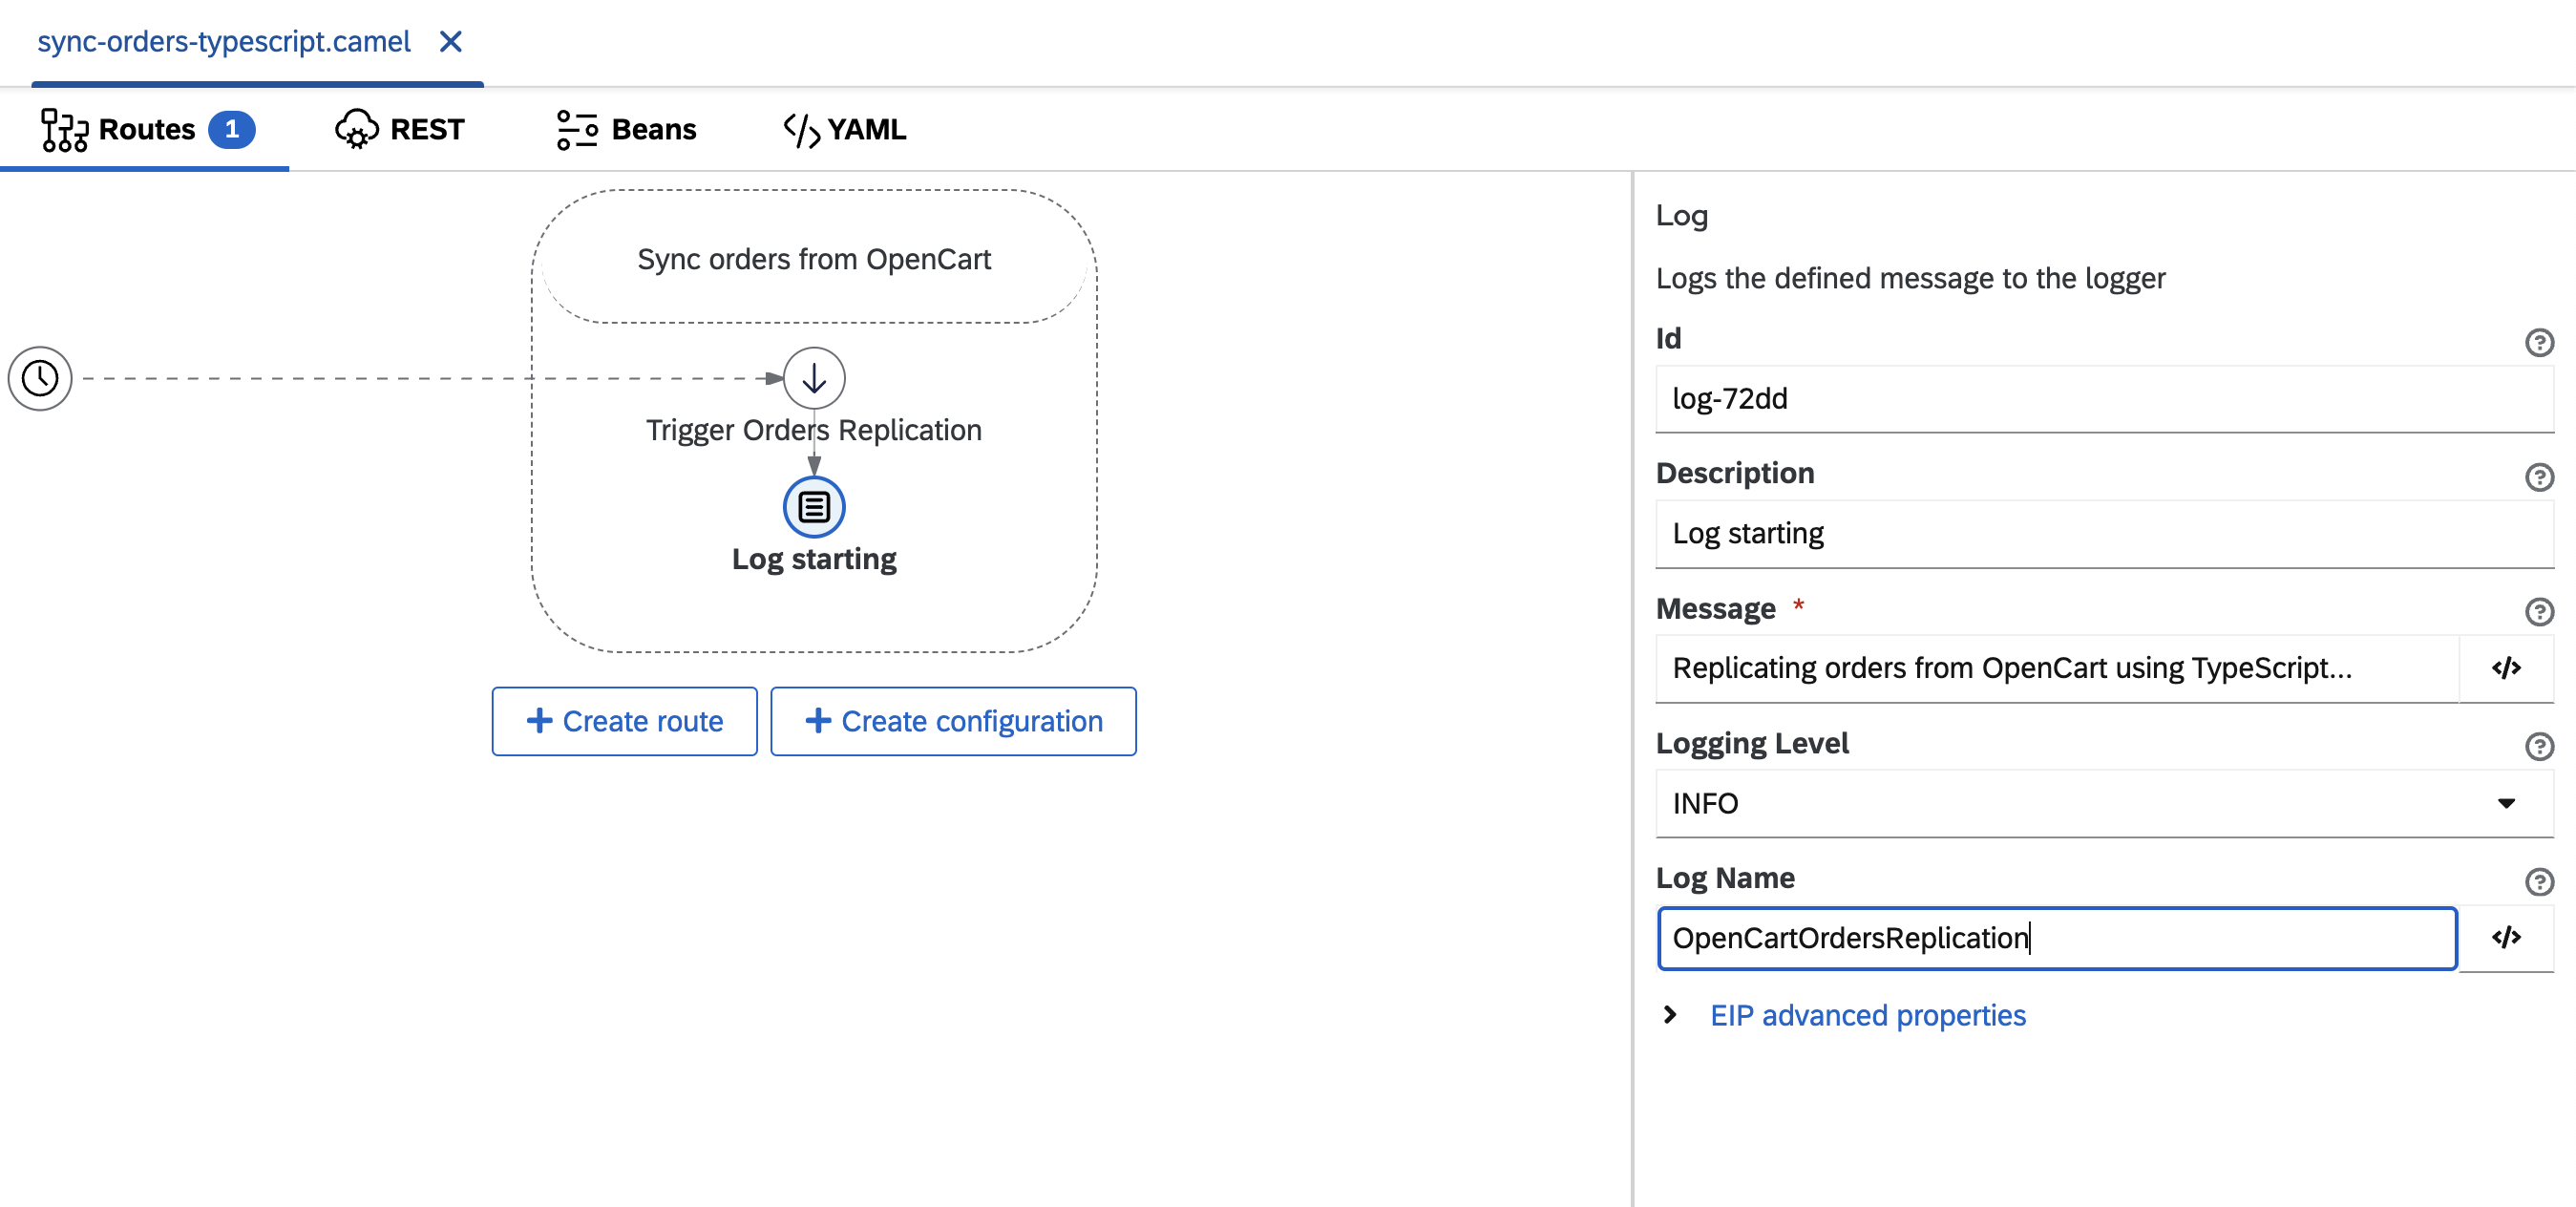 sync-orders-typescript.camel
Routes 1 REST Beans YAML
Sync orders from OpenCart
Trigger Orders Replication
Log starting
Create route Create configuration
Log
Logs the defined message to the logger
Id
log-72dd
Description
Log starting
Message *
Replicating orders from OpenCart using TypeScript...
Logging Level
INFO
Log Name
OpenCartOrdersReplication
EIP advanced properties